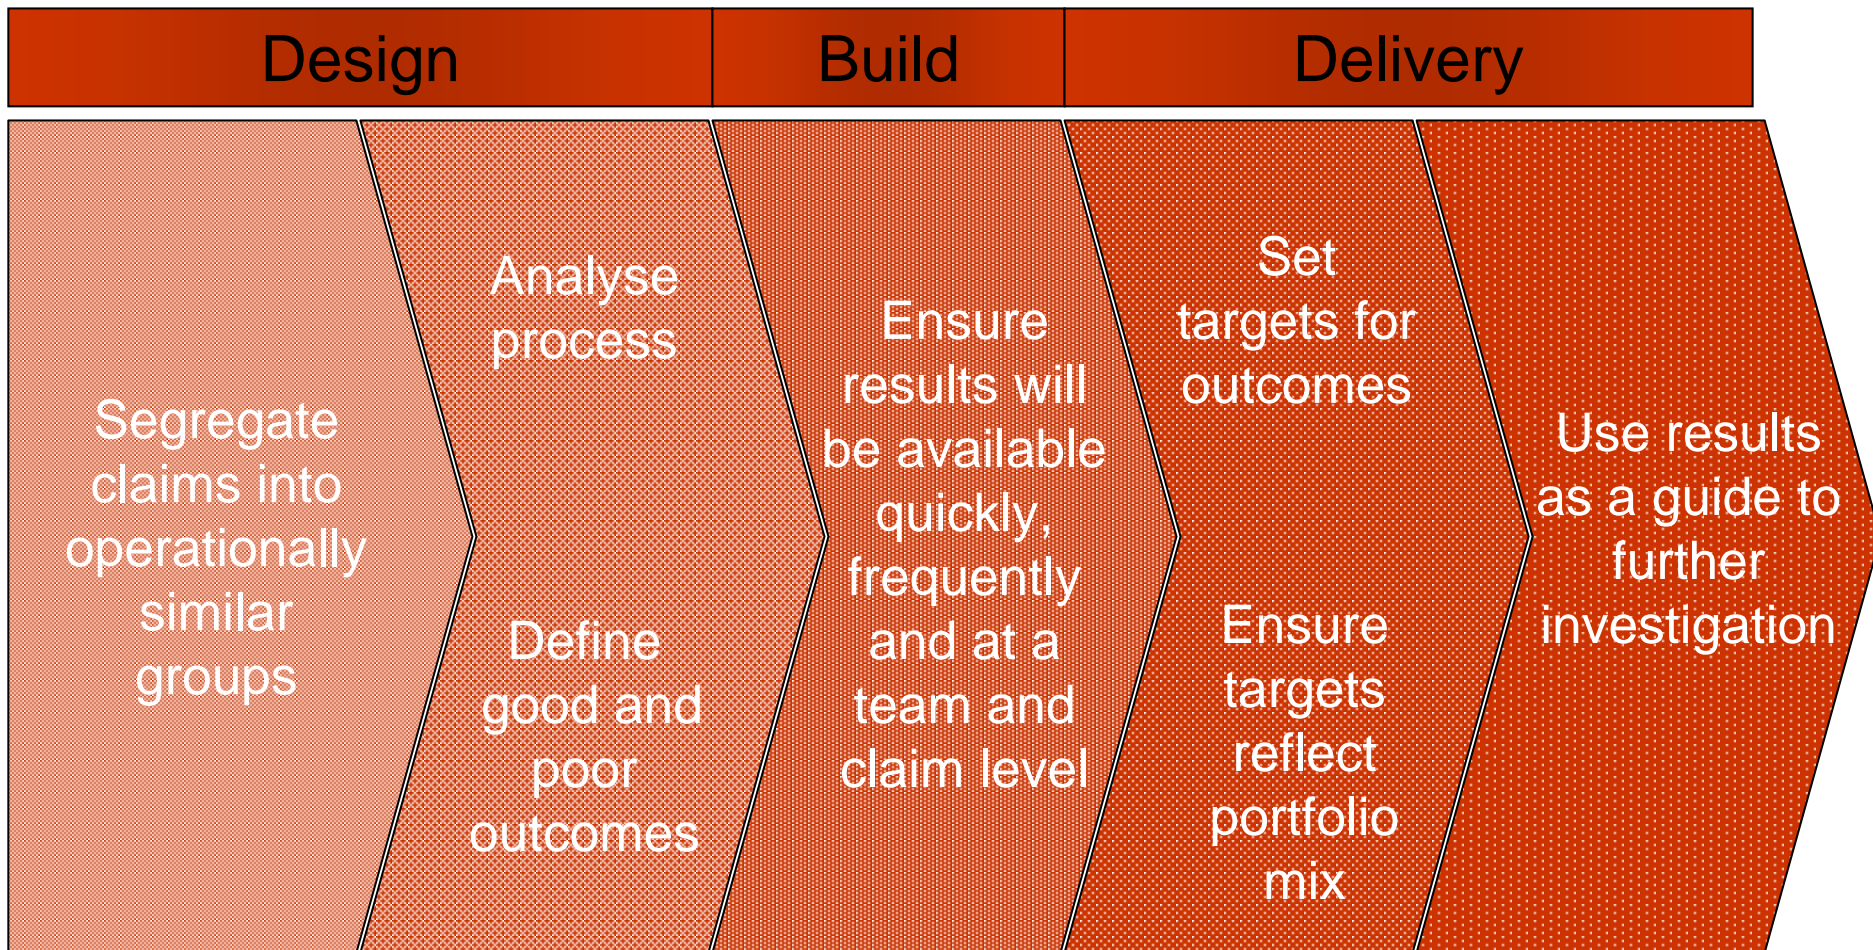 Design
Build
Delivery
Segregate
claims into
operationally
similar
groups
Analyse
process
Define
good and
poor
outcomes
Ensure
results will
be available
quickly,
frequently
and at a
team and
claim level
Set
targets for
outcomes
Ensure
targets
reflect
portfolio
mix
Use results
as a guide to
further
investigation